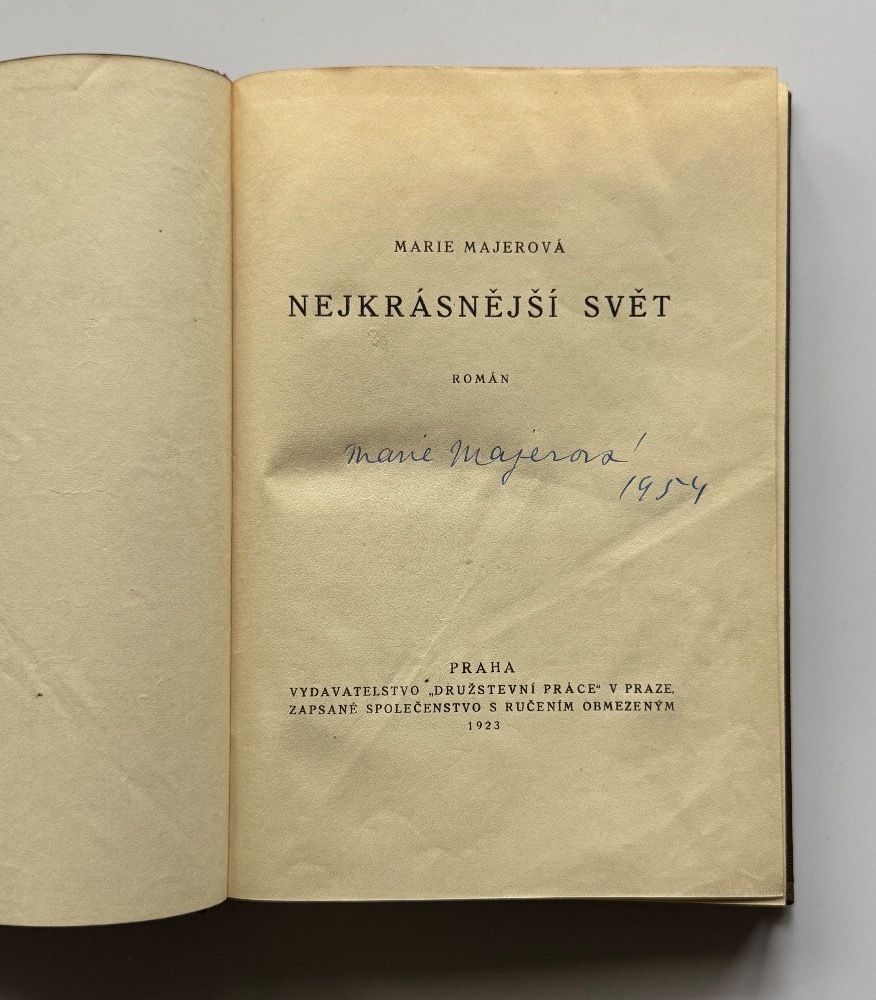 MARIE MAJEROVÁ
NEJKRÁSNĚJŠÍ SVĚT
ROMÁN
Marie Majerová
1954
PRAHA
VYDAVATELSTVO „DRUŽSTEVNÍ PRÁCE“ V PRAZE,
ZAPSANÉ SPOLEČENSTVO S RUČENÍM OBMEZENÝM
1923